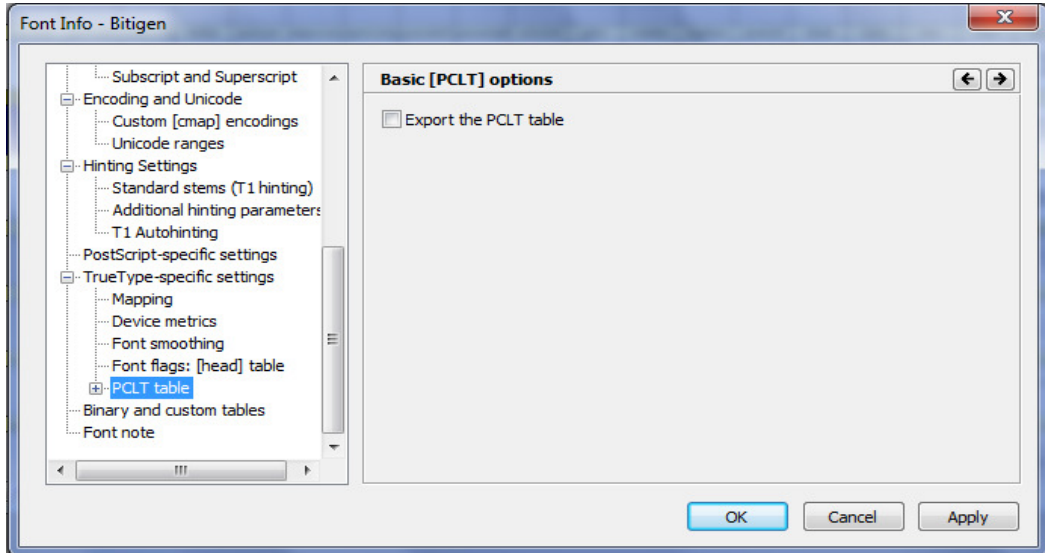 Font Info - Bitigen
Subscript and Superscript
Encoding and Unicode
Custom [cmap] encodings
Unicode ranges
Hinting Settings
Standard stems (T1 hinting)
Additional hinting parameters
T1 Autohinting
PostScript-specific settings
TrueType-specific settings
Mapping
Device metrics
Font smoothing
Font flags: [head] table
PCLT table
Binary and custom tables
Font note
Basic [PCLT] options
Export the PCLT table
OK Cancel Apply